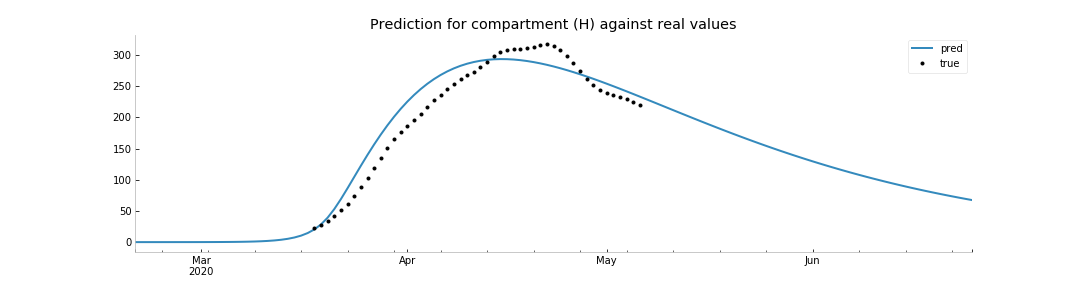 Prediction for compartment (H) against real values
pred
true
300
250
200
150
100
50
0
Mar
2020
Apr
May
Jun